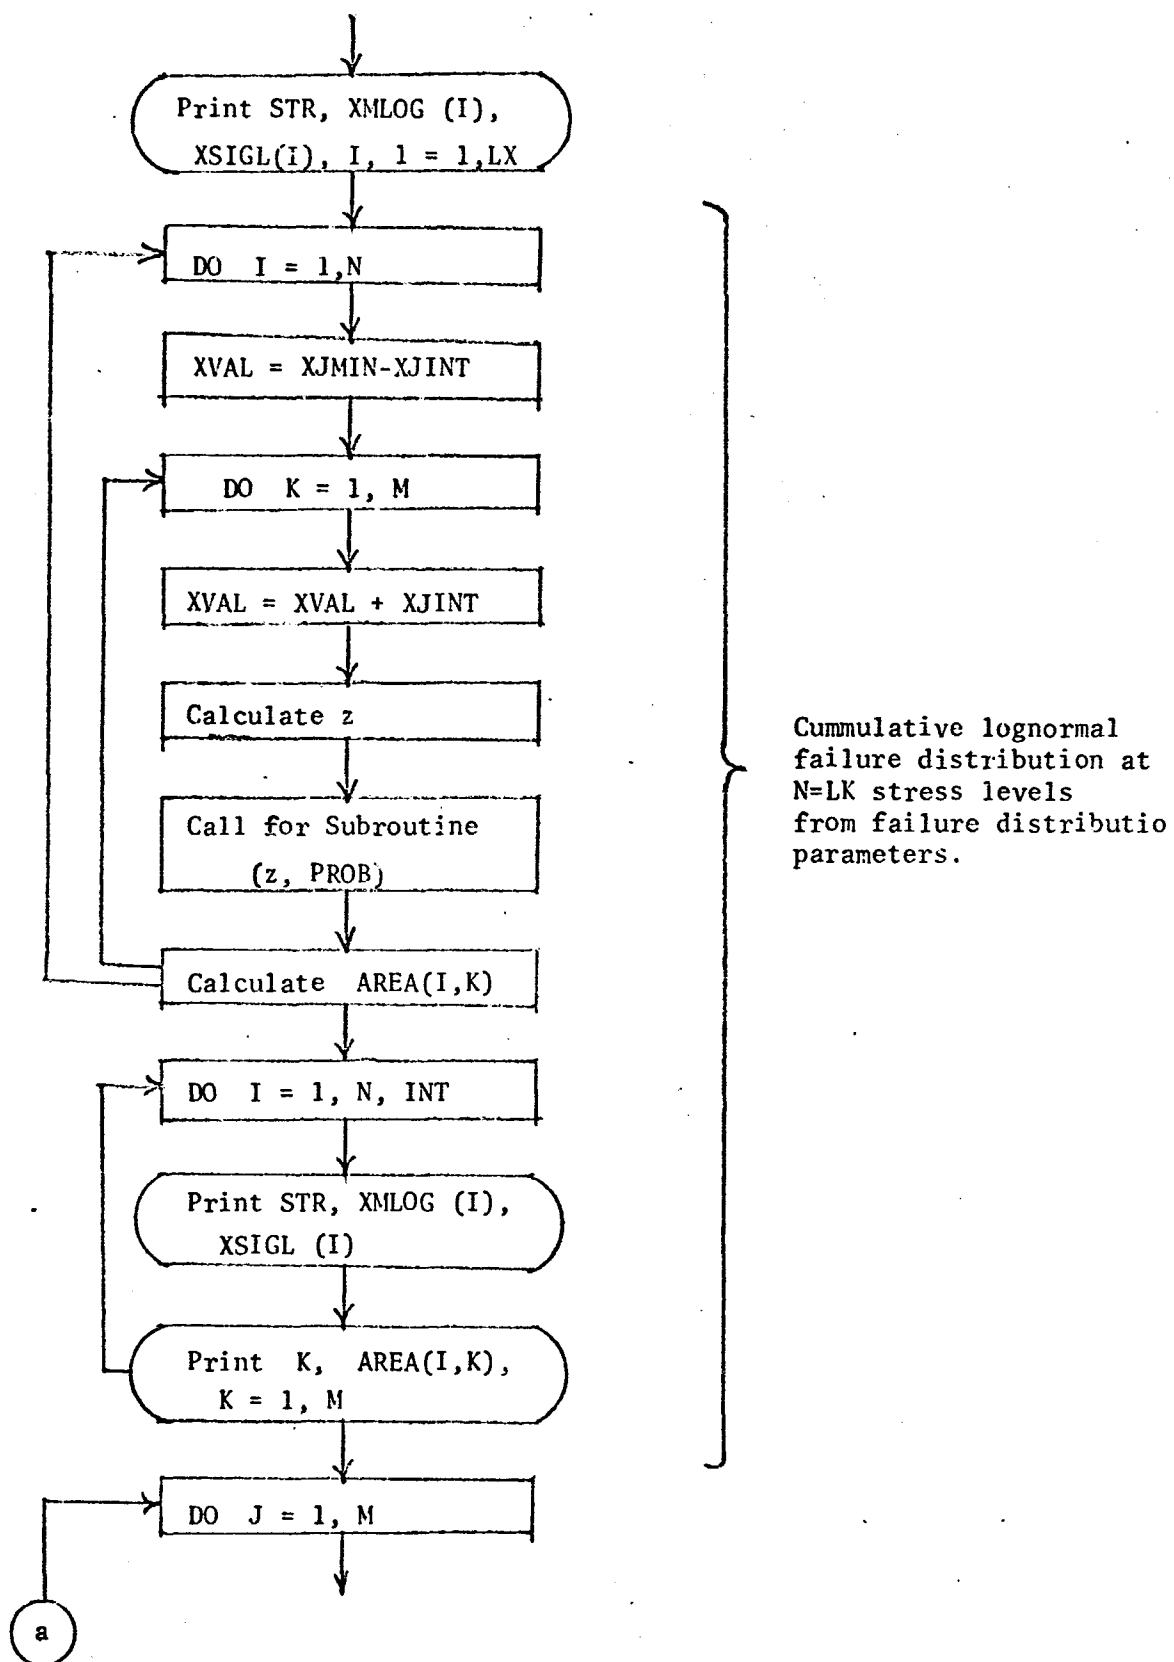 Print STR, XMLOG (I),
XSIGL(I), I, 1 = 1,LX
DO I = 1,N
XVAL = XJMIN-XJINT
DO K = 1, M
XVAL = XVAL + XJINT
Calculate z
Call for Subroutine
(z, PROB)
Calculate AREA(I,K)
DO I = 1, N, INT
Print STR, XMLOG (I),
XSIGL (I)
Print K, AREA(I,K),
K = 1, M
DO J = 1, M
a
Cummulative lognormal
failure distribution at
N=LK stress levels
from failure distributio
parameters.